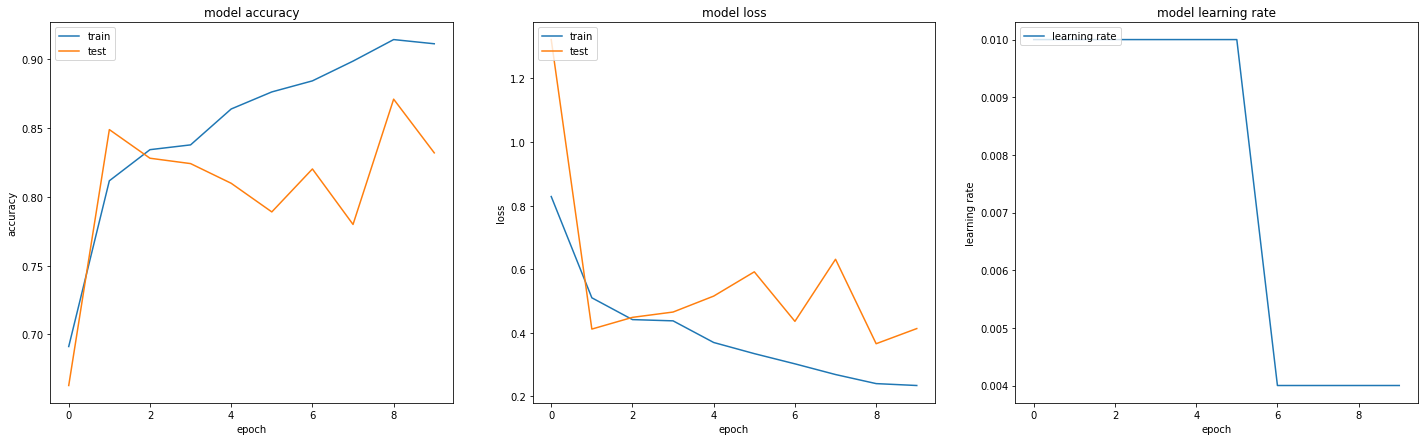 model accuracy
train
test
0.90
0.85
0.80
0.75
0.70
accuracy
0
2
4
6
8
epoch
model loss
train
test
1.2
1.0
0.8
0.6
0.4
0.2
loss
0
2
4
6
8
epoch
model learning rate
learning rate
0.010
0.009
0.008
0.007
0.006
0.005
0.004
learning rate
0
2
4
6
8
epoch